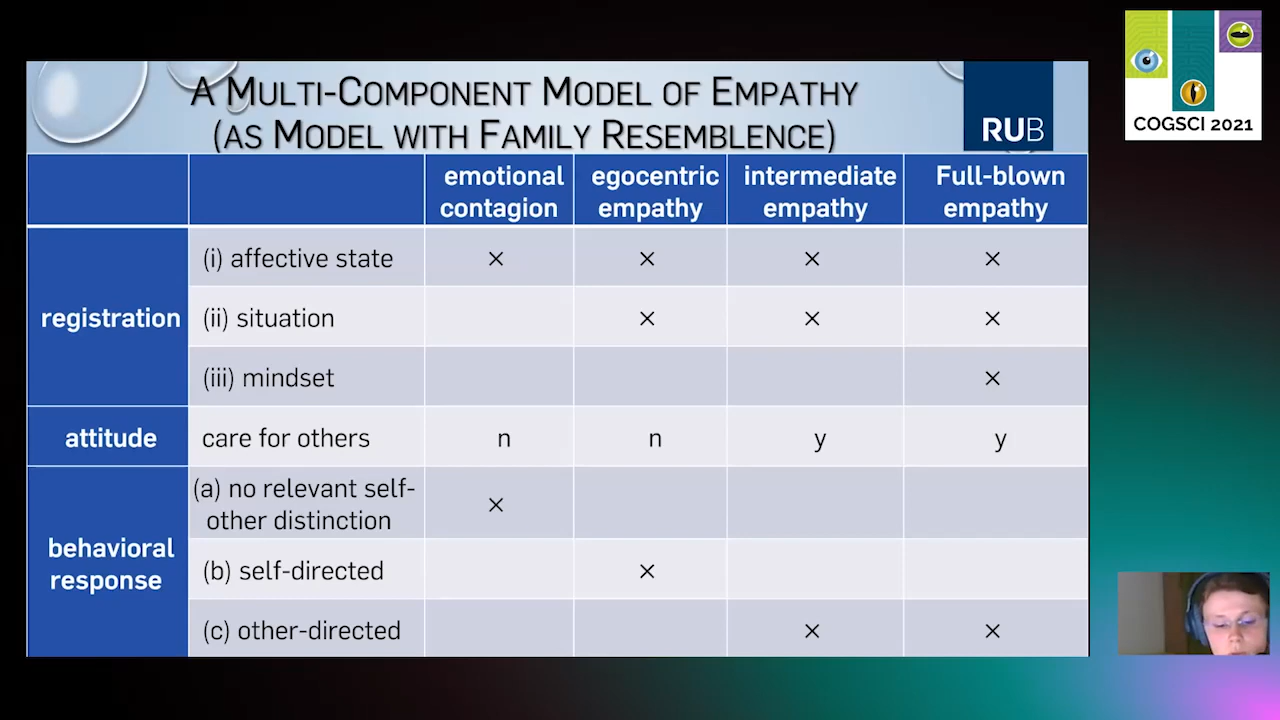 A MULTI-COMPONENT MODEL OF EMPATHY
(AS MODEL WITH FAMILY RESEMBLENCE)
RUB
COGSCI 2021
emotional contagion egocentric empathy intermediate empathy Full-blown empathy
registration
(i) affective state × × × ×
(ii) situation × × ×
(iii) mindset ×
attitude care for others n n y y
behavioral response
(a) no relevant self-
other distinction ×
(b) self-directed ×
(c) other-directed × ×